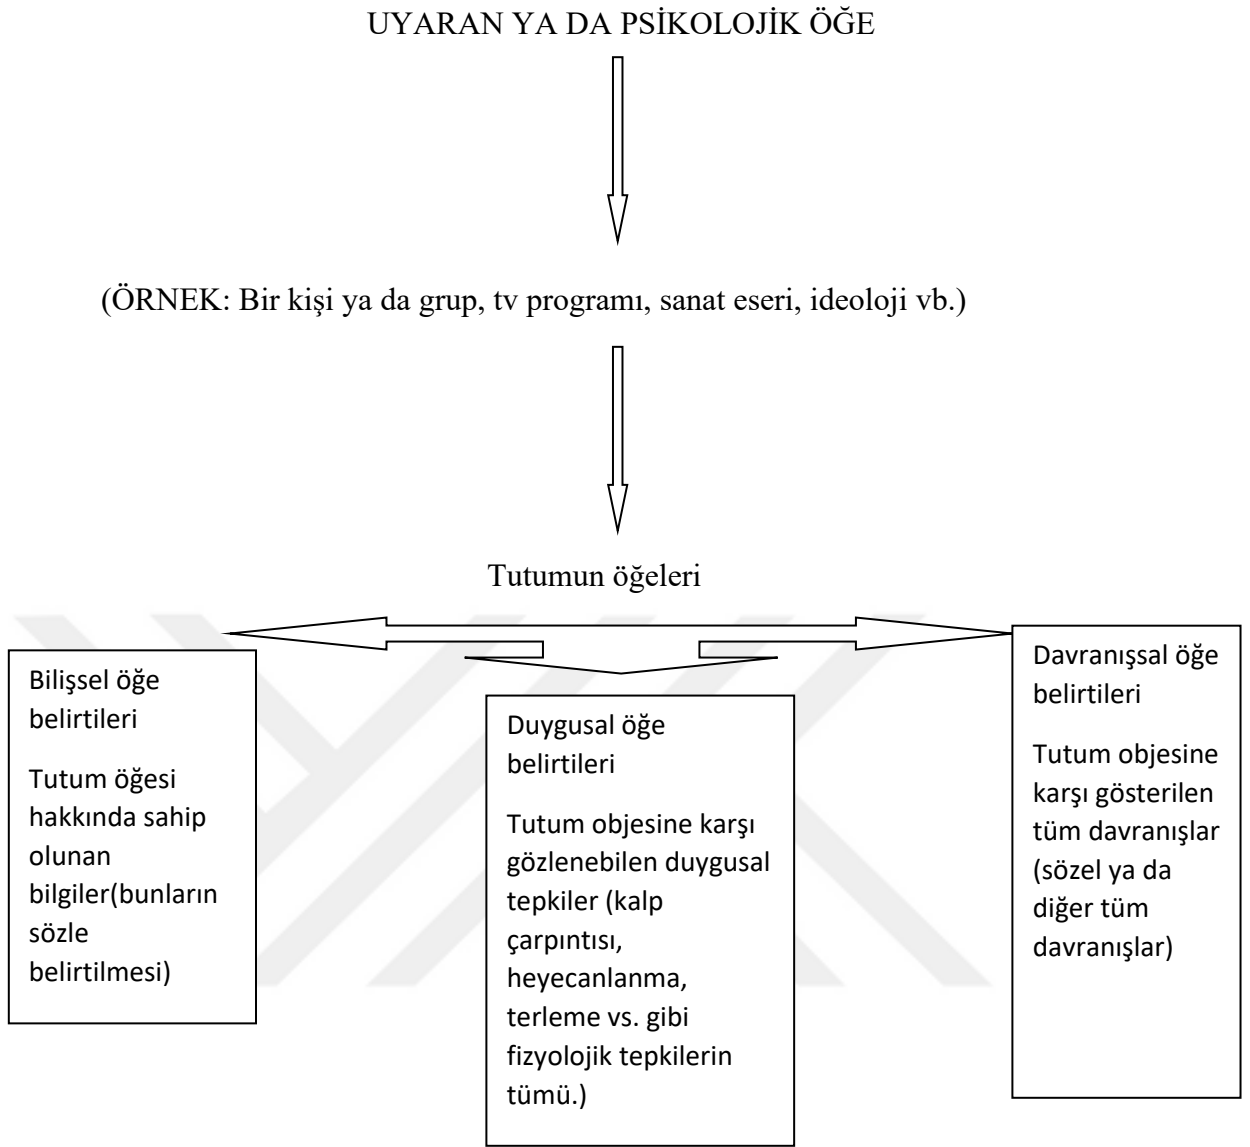 UYARAN YA DA PSİKOLOJİK ÖĞE
(ÖRNEK: Bir kişi ya da grup, tv programı, sanat eseri, ideoloji vb.)
Tutumun öğeleri
Bilişsel öğe
belirtileri
Tutum öğesi
hakkında sahip
olunan
bilgiler(bunların
sözle
belirtilmesi)
Duygusal öğe
belirtileri
Tutum objesine karşı
gözlenebilen duygusal
tepkiler (kalp
çarpıntısı,
heyecanlanma,
terleme vs. gibi
fizyolojik tepkilerin
tümü.)
Davranışsal öğe
belirtileri
Tutum objesine
karşı gösterilen
tüm davranışlar
(sözel ya da
diğer tüm
davranışlar)